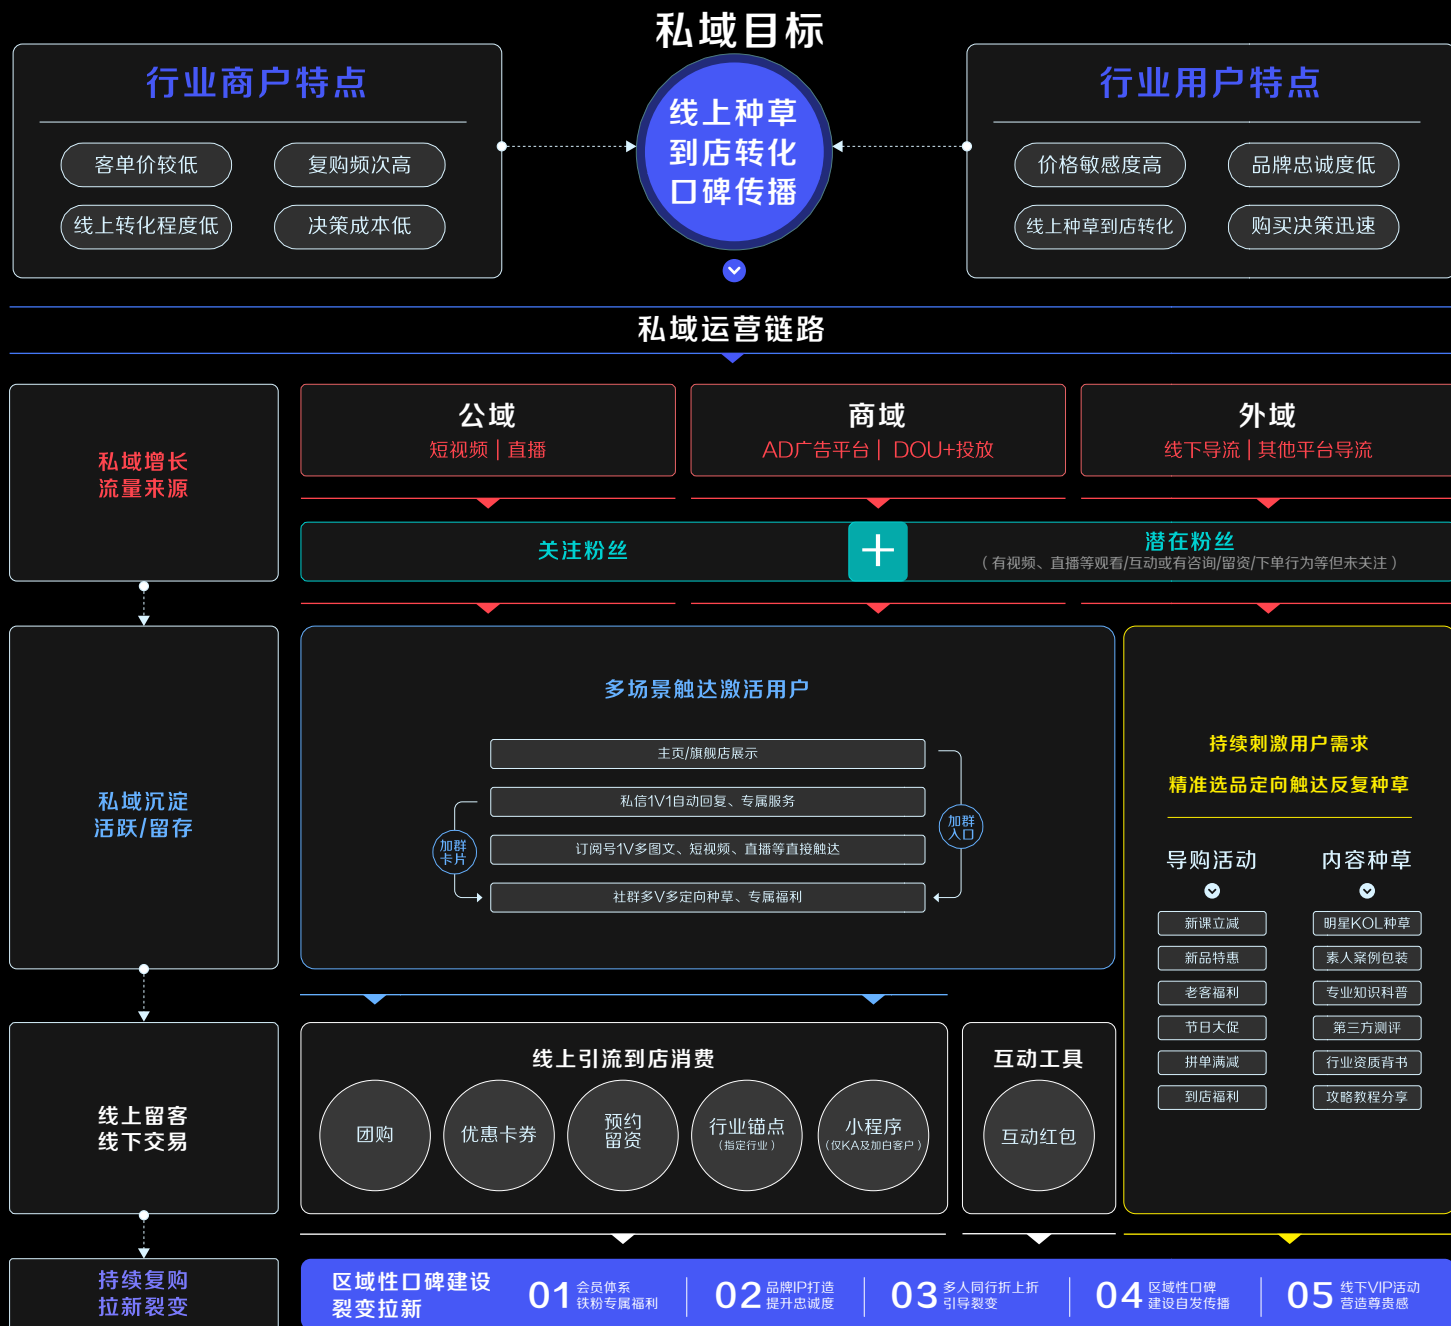 私域目标
行业商户特点
客单价较低
复购频次高
线上转化程度低
决策成本低
线上种草
到店转化
口碑传播
行业用户特点
价格敏感度高
品牌忠诚度低
线上种草到店转化
购买决策迅速
私域运营链路
私域增长
流量来源
公域
短视频｜直播
商域
AD广告平台｜ DOU+投放
外域
线下导流｜其他平台导流
关注粉丝
+
潜在粉丝
（有视频、直播等观看/互动或有咨询/留资/下单行为等但未关注）
私域沉淀
活跃/留存
多场景触达激活用户
主页/旗舰店展示
私信1V1自动回复、专属服务
订阅号1V多图文、短视频、直播等直接触达
社群多V多定向种草、专属福利
加群
卡片
加群
入口
持续刺激用户需求
精准选品定向触达反复种草
导购活动
新课立减
新品特惠
老客福利
节日大促
拼单满减
到店福利
内容种草
明星KOL种草
素人案例包装
专业知识科普
第三方测评
行业资质背书
攻略教程分享
线上留客
线下交易
线上引流到店消费
团购
优惠卡券
预约
留资
行业锚点
（指定行业）
小程序
（仅KA及加白客户）
互动工具
互动红包
持续复购
拉新裂变
区域性口碑建设
裂变拉新
01
会员体系
铁粉专属福利
02
品牌IP打造
提升忠诚度
03
多人同行折上折
引导裂变
04
区域性口碑
建设自发传播
05
线下VIP活动
营造尊贵感